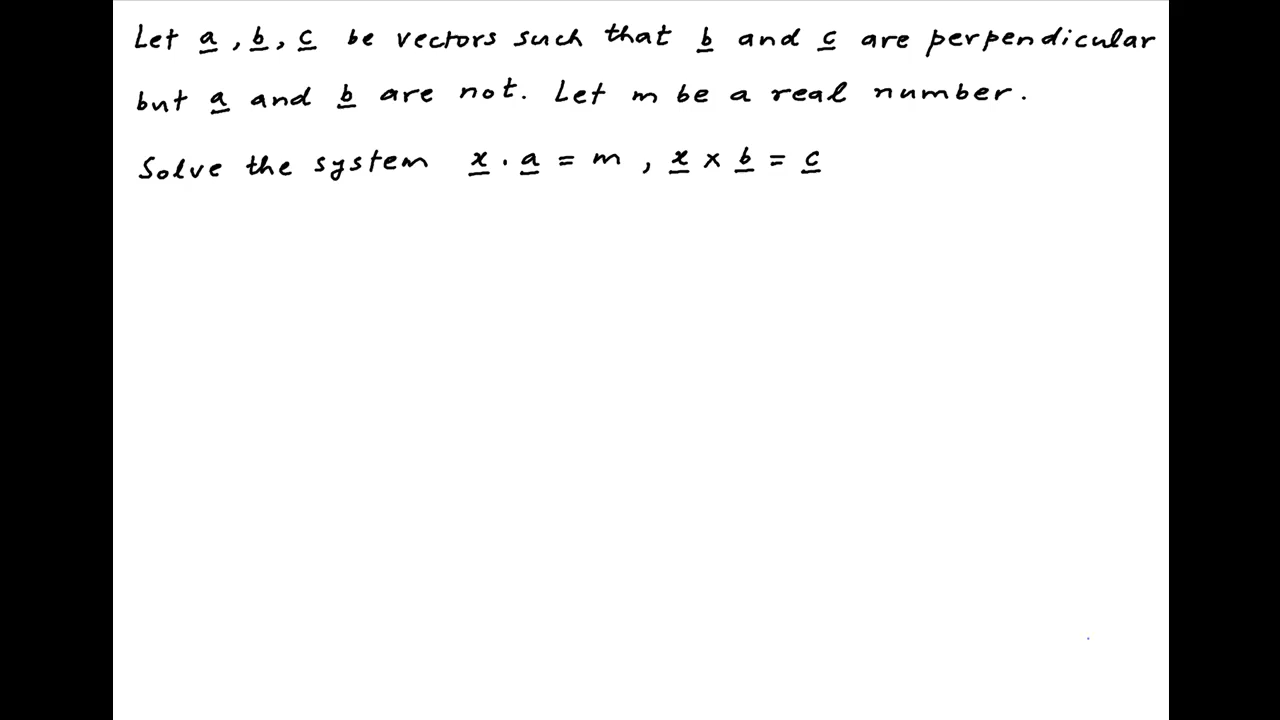 Let a, b, c be vectors such that b and c are perpendicular
but a and b are not. Let m be a real number.
Solve the system x · a = m, x × b = c